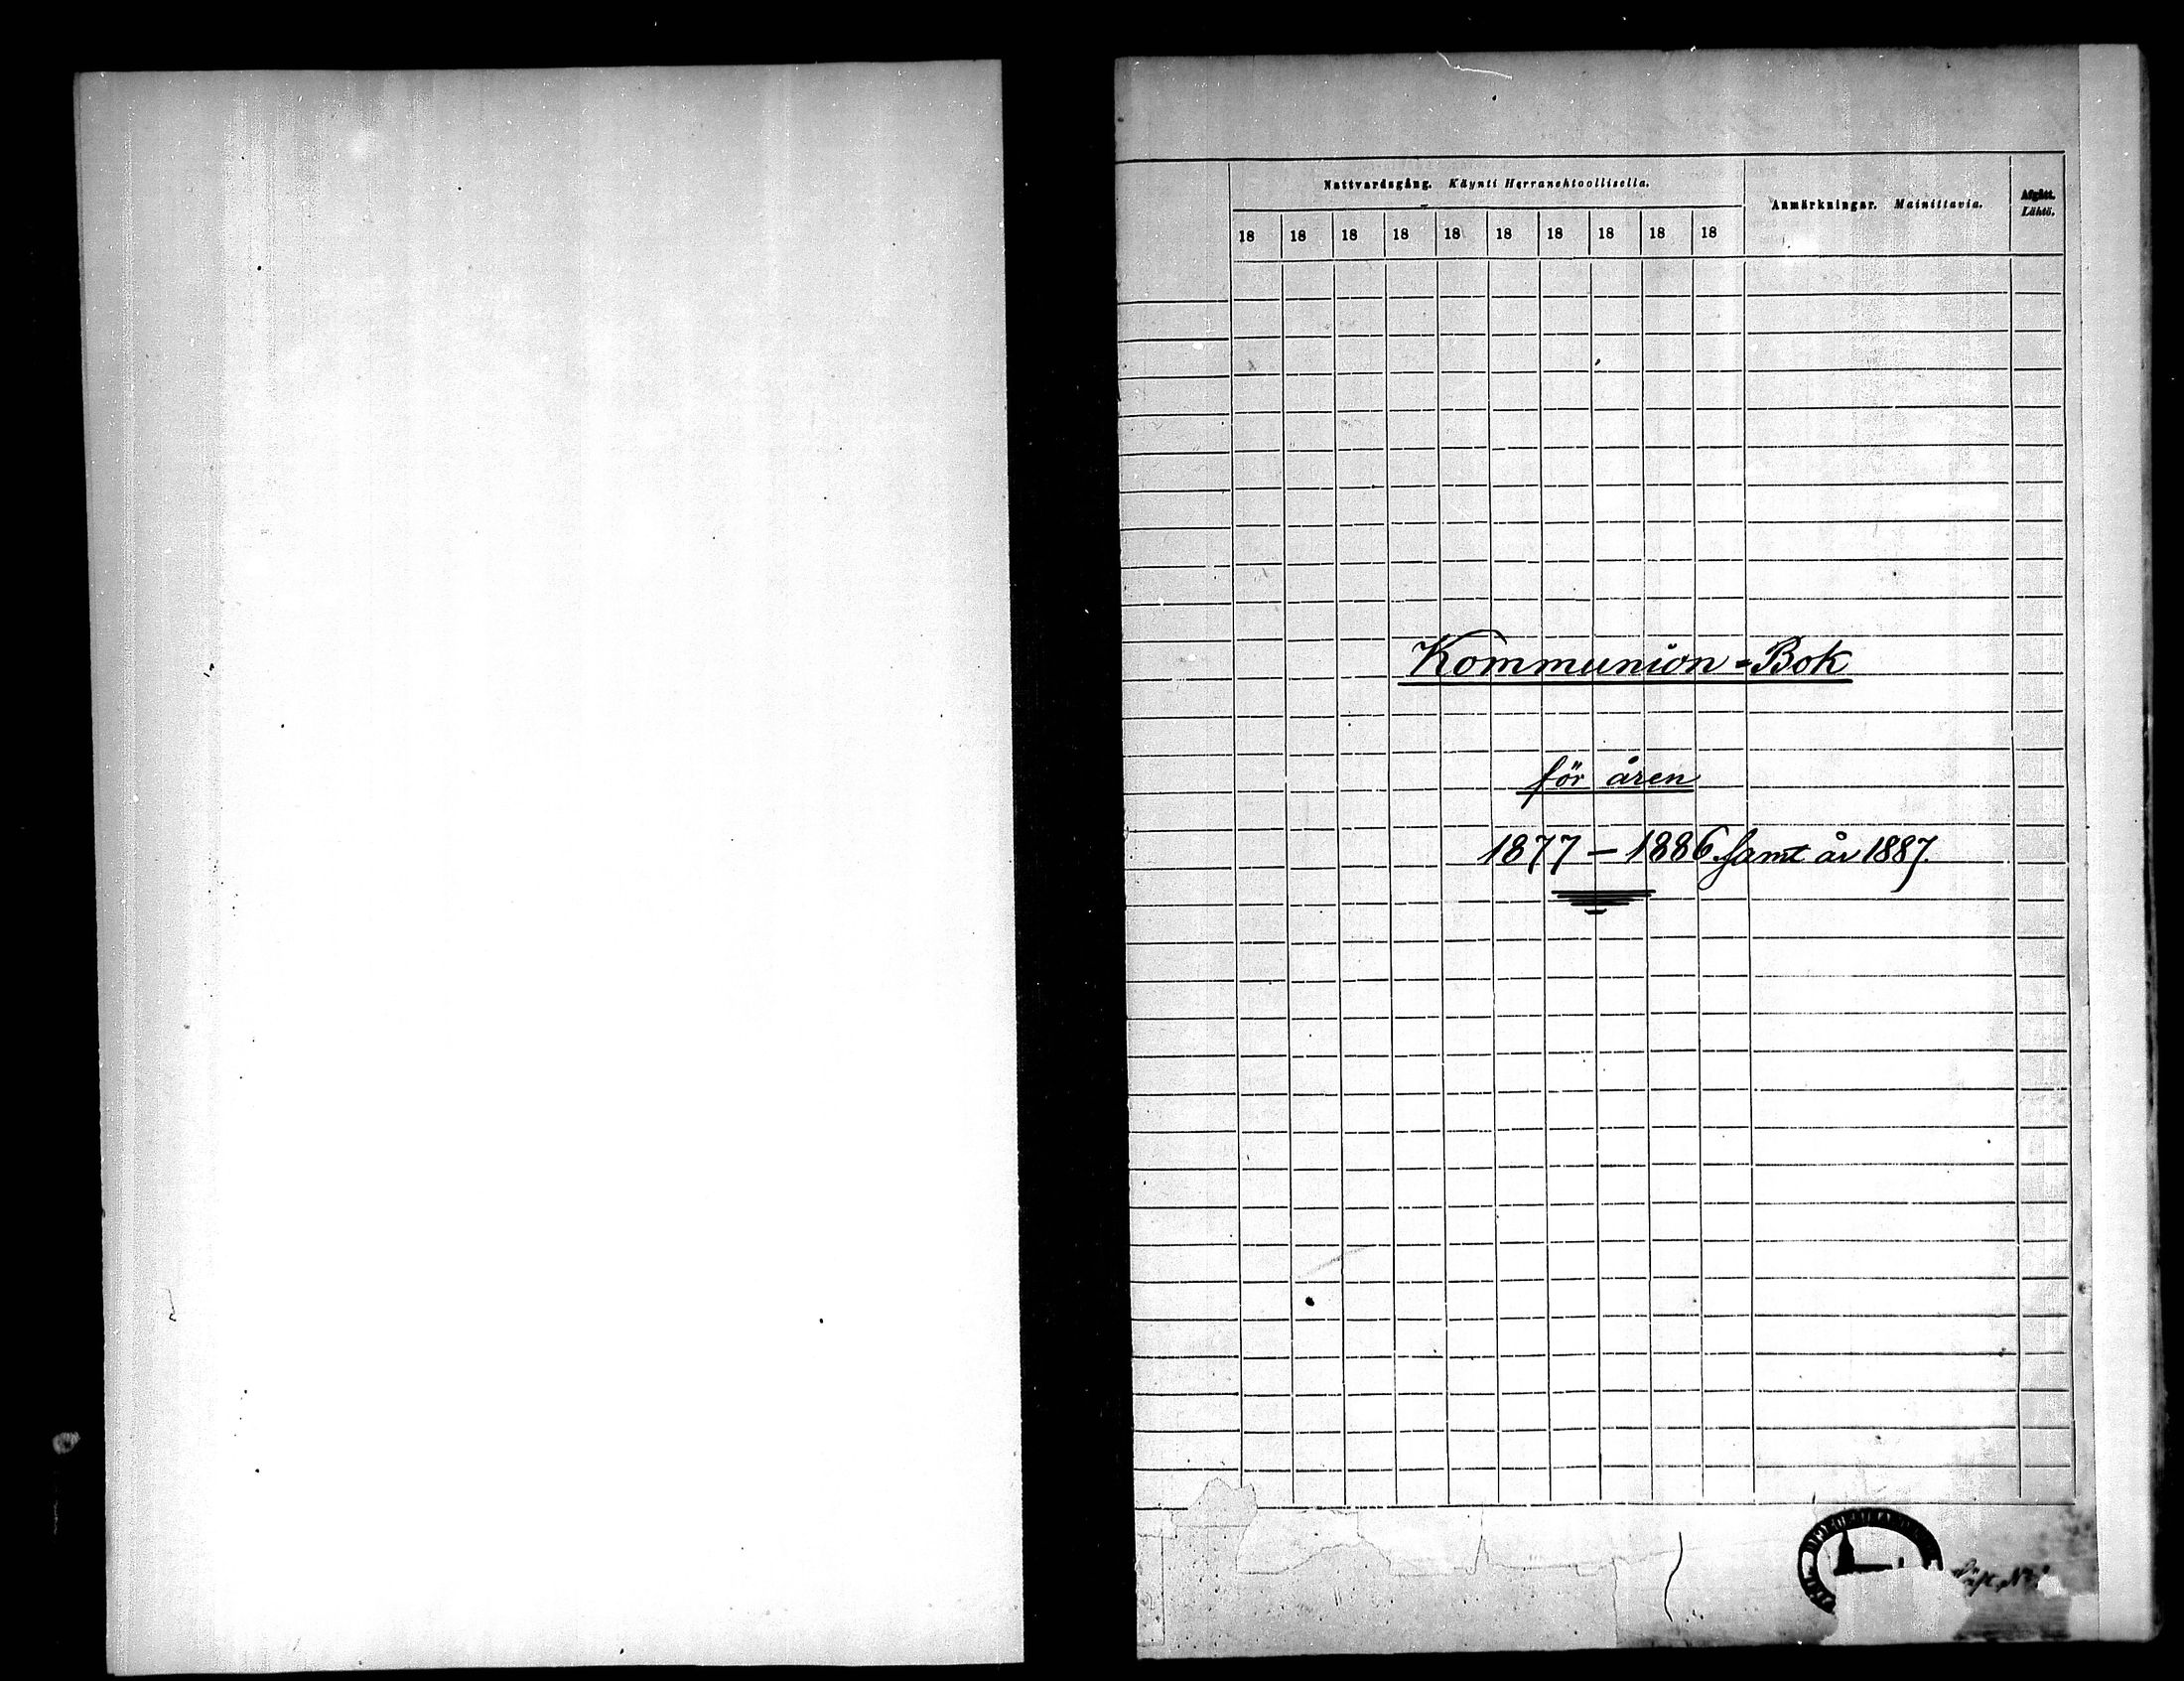 Nattvardsgång. Käynti Herranehtoollisella.
Anmärkningar. Mainittavia.
Afgått.
Lähtö.
18 18 18 18 18 18 18 18 18 18
Kommunion-Bok
för åren
1877 – 1886. samt år 1887.